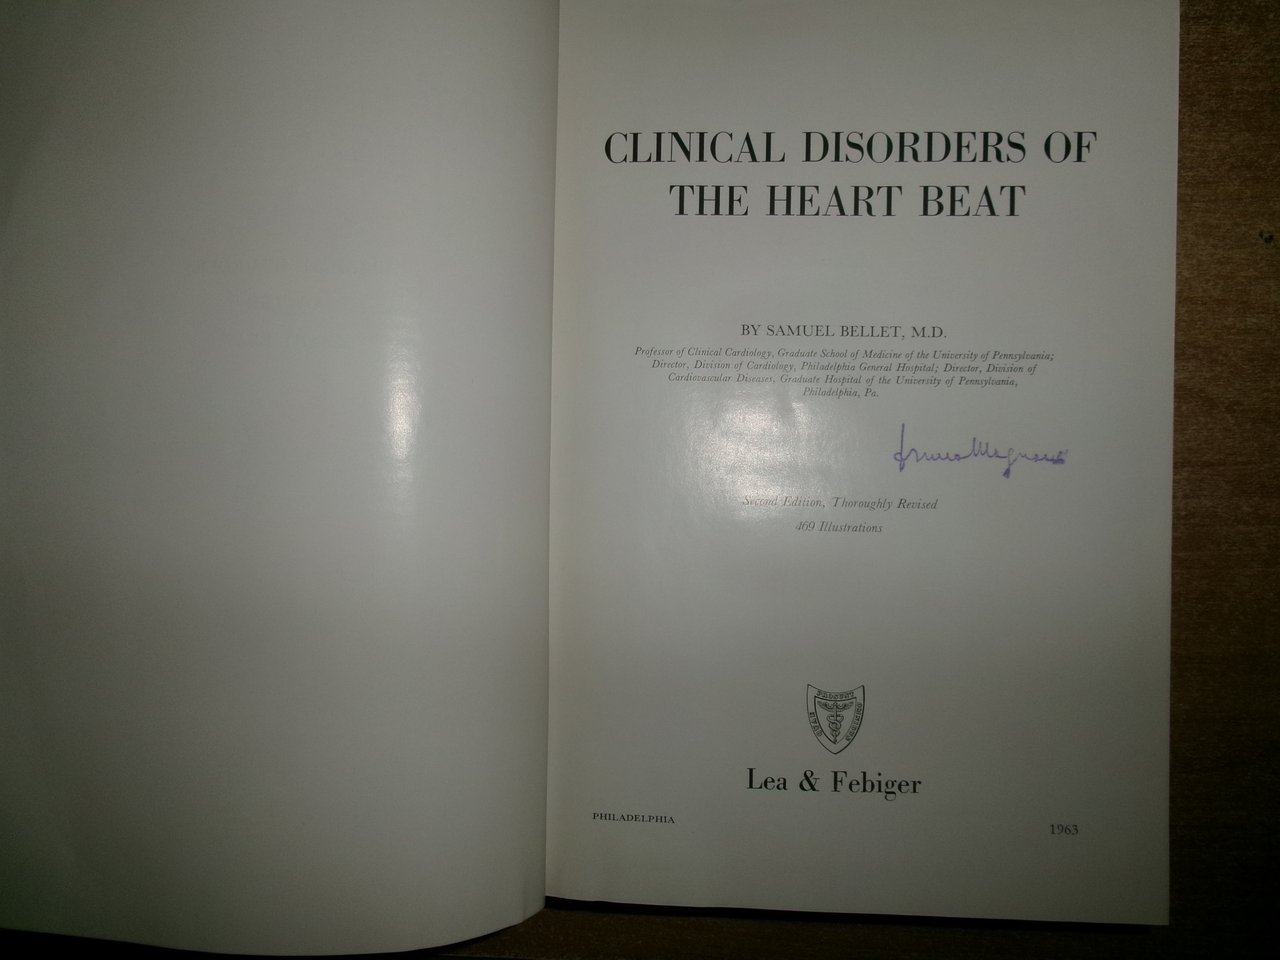 CLINICAL DISORDERS OF
THE HEART BEAT
BY SAMUEL BELLET, M.D.
Professor of Clinical Cardiology, Graduate School of Medicine of the University of Pennsylvania;
Director, Division of Cardiology, Philadelphia General Hospital; Director, Division of
Cardiovascular Diseases, Graduate Hospital of the University of Pennsylvania,
Philadelphia, Pa.
Second Edition, Thoroughly Revised
469 Illustrations
Lea & Febiger
PHILADELPHIA
1963